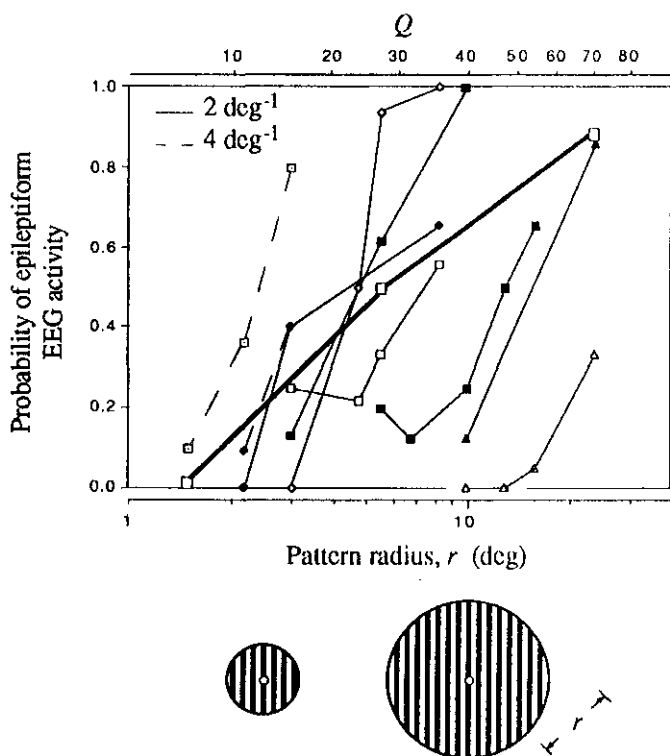 Q
10 20 30 40 50 60 70 80
1.0
0.8
0.6
0.4
0.2
0.0
2 deg-1
4 deg-1
Probability of epileptiform
EEG activity
1 10
Pattern radius, r (deg)
r